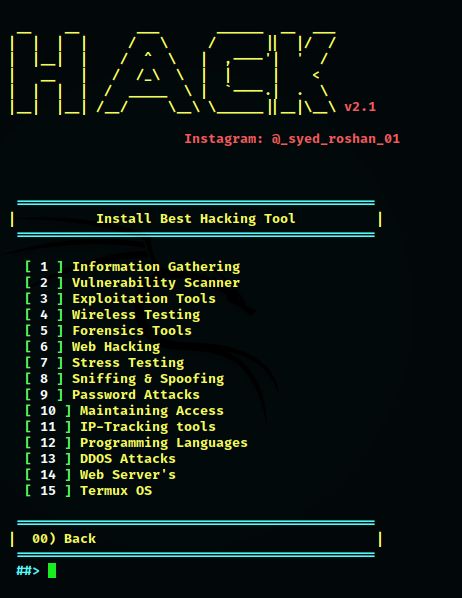 HACK
v2.1
Instagram: @_syed_roshan_01
| Install Best Hacking Tool |
[ 1 ] Information Gathering
[ 2 ] Vulnerability Scanner
[ 3 ] Exploitation Tools
[ 4 ] Wireless Testing
[ 5 ] Forensics Tools
[ 6 ] Web Hacking
[ 7 ] Stress Testing
[ 8 ] Sniffing & Spoofing
[ 9 ] Password Attacks
[ 10 ] Maintaining Access
[ 11 ] IP-Tracking tools
[ 12 ] Programming Languages
[ 13 ] DDOS Attacks
[ 14 ] Web Server's
[ 15 ] Termux OS
| 00) Back |
##>